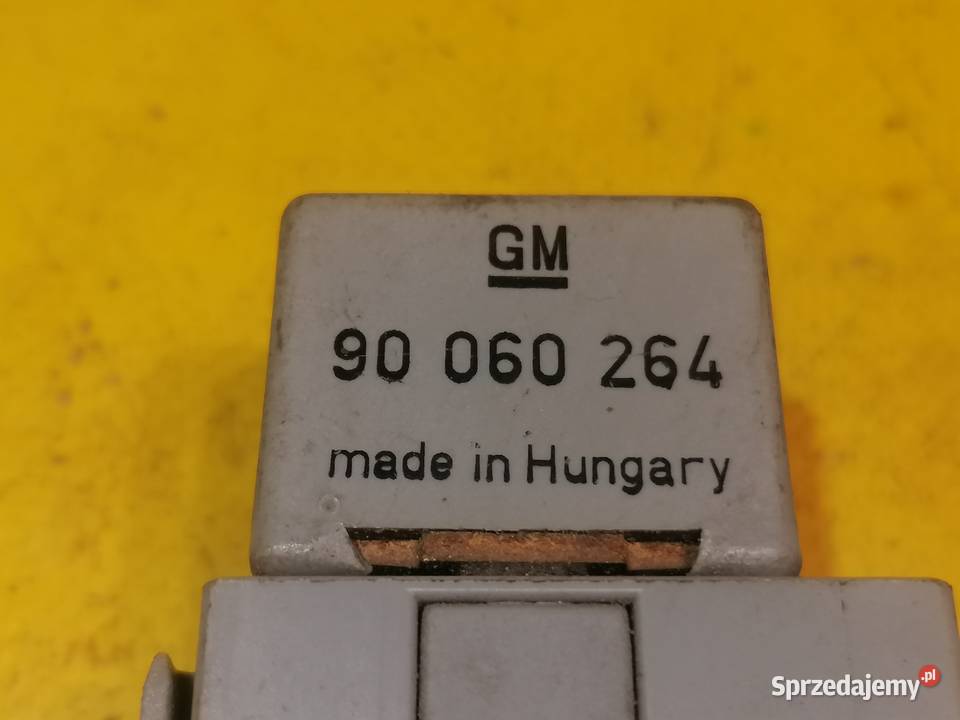 GM
90 060 264
made in Hungary
Sprzedajemy.pl